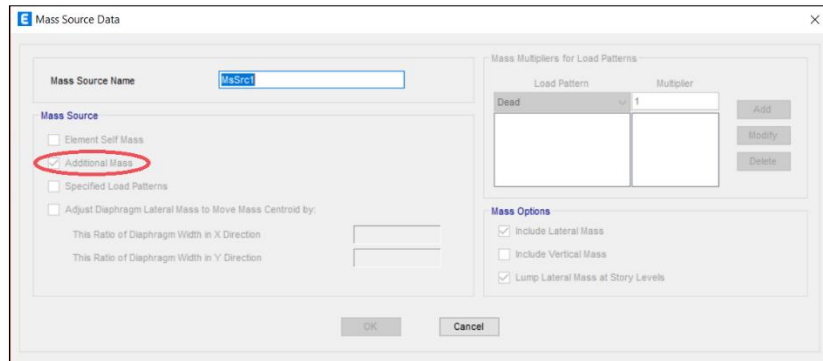 E Mass Source Data
Mass Source Name MsSrc1
Mass Source
Element Self Mass
Additional Mass
Specified Load Patterns
Adjust Diaphragm Lateral Mass to Move Mass Centroid by:
This Ratio of Diaphragm Width in X Direction
This Ratio of Diaphragm Width in Y Direction
Mass Multipliers for Load Patterns
Load Pattern Multiplier
Dead 1
Add
Modify
Delete
Mass Options
Include Lateral Mass
Include Vertical Mass
Lump Lateral Mass at Story Levels
OK Cancel